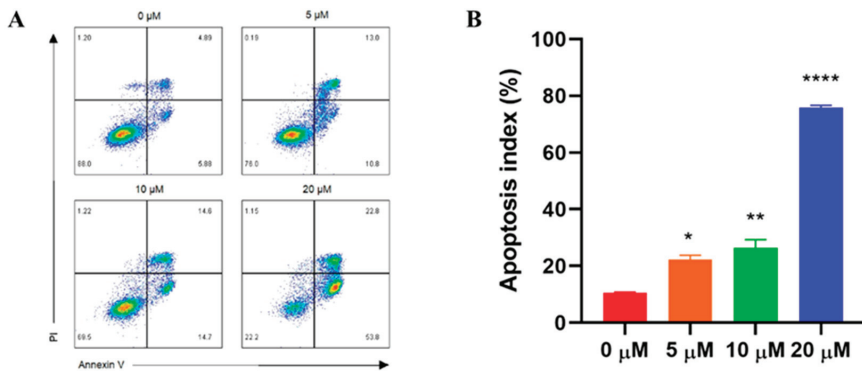 A
0 µM
5 µM
1.20
4.89
0.19
13.0
88.0
5.88
76.0
10.8
10 µM
20 µM
1.22
14.6
1.15
22.8
69.5
14.7
22.2
53.8
PI
Annexin V
B
Apoptosis index (%)
100
80
60
40
20
0
*
**
****
0 µM
5 µM
10 µM
20 µM